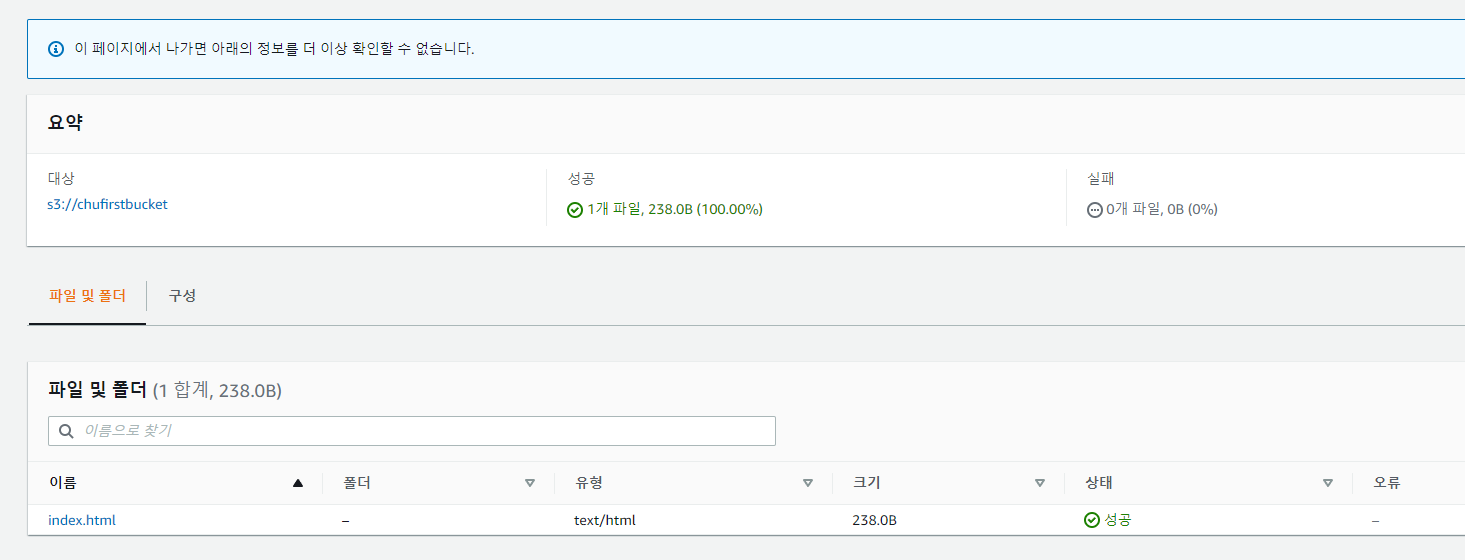 이 페이지에서 나가면 아래의 정보를 더 이상 확인할 수 없습니다.
요약
대상
성공
실패
s3://chufirstbucket
1개 파일, 238.0B (100.00%)
0개 파일, 0B (0%)
파일 및 폴더
구성
파일 및 폴더 (1 합계, 238.0B)
이름으로 찾기
이름
폴더
유형
크기
상태
오류
index.html
–
text/html
238.0B
성공
–